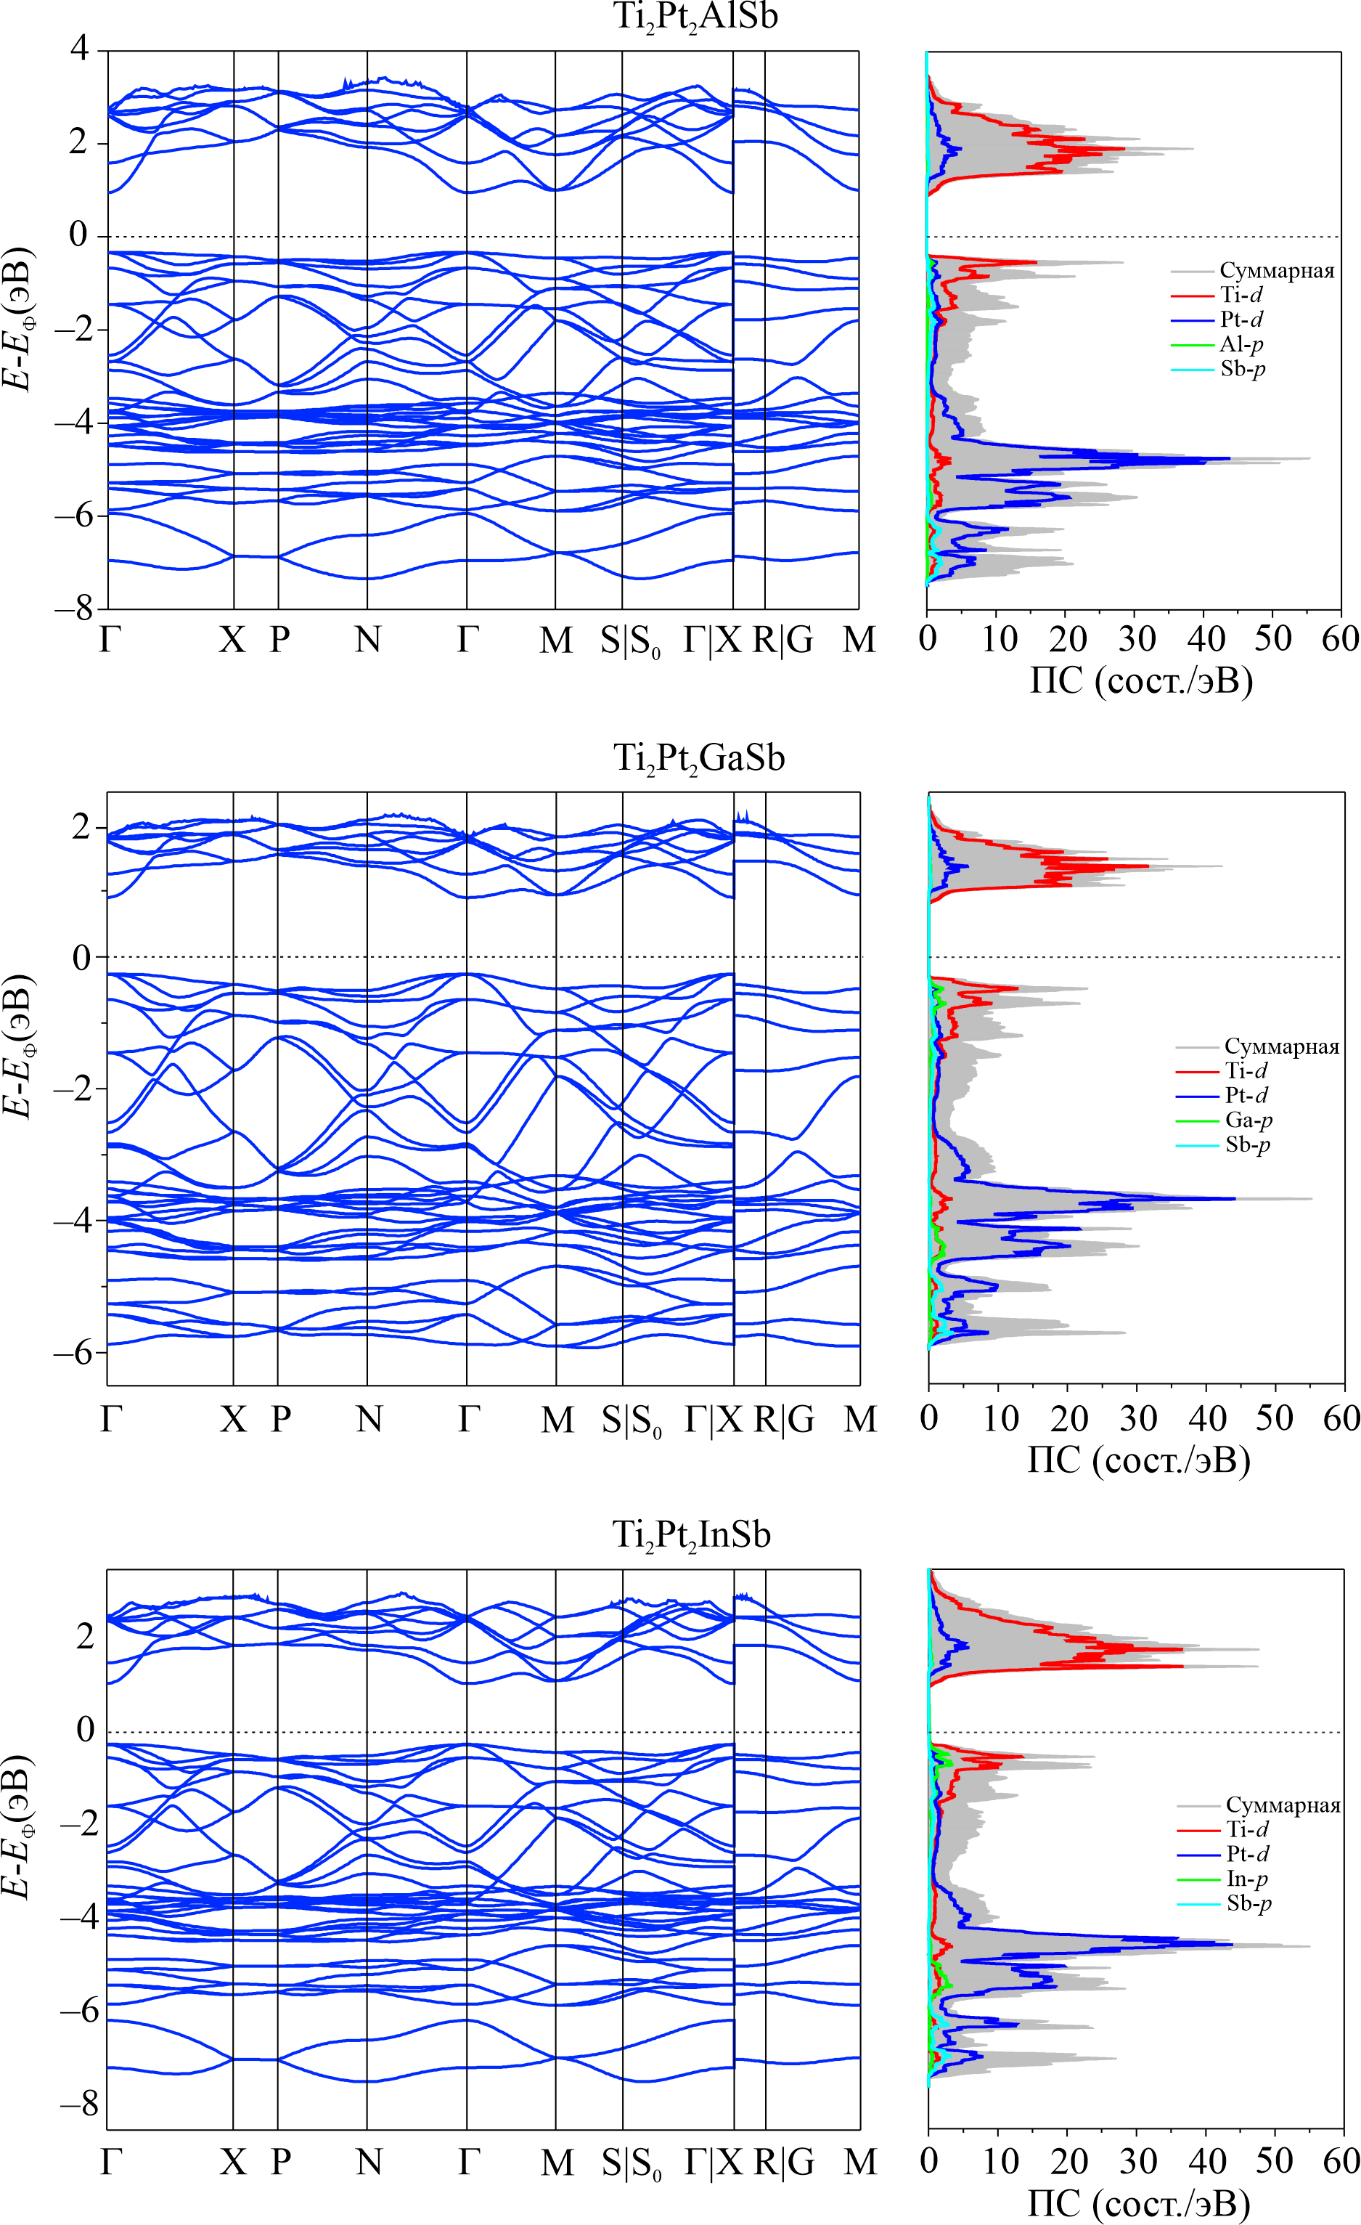 Ti₂Pt₂AlSb
4
2
0
–2
–4
–6
–8
E-EΦ(эВ)
Γ X P N Γ M S|S₀ Γ|X R|G M
Суммарная
Ti-d
Pt-d
Al-p
Sb-p
0 10 20 30 40 50 60
ПС (сост./эВ)
Ti₂Pt₂GaSb
2
0
–2
–4
–6
E-EΦ(эВ)
Γ X P N Γ M S|S₀ Γ|X R|G M
Суммарная
Ti-d
Pt-d
Ga-p
Sb-p
0 10 20 30 40 50 60
ПС (сост./эВ)
Ti₂Pt₂InSb
2
0
–2
–4
–6
–8
E-EΦ(эВ)
Γ X P N Γ M S|S₀ Γ|X R|G M
Суммарная
Ti-d
Pt-d
In-p
Sb-p
0 10 20 30 40 50 60
ПС (сост./эВ)